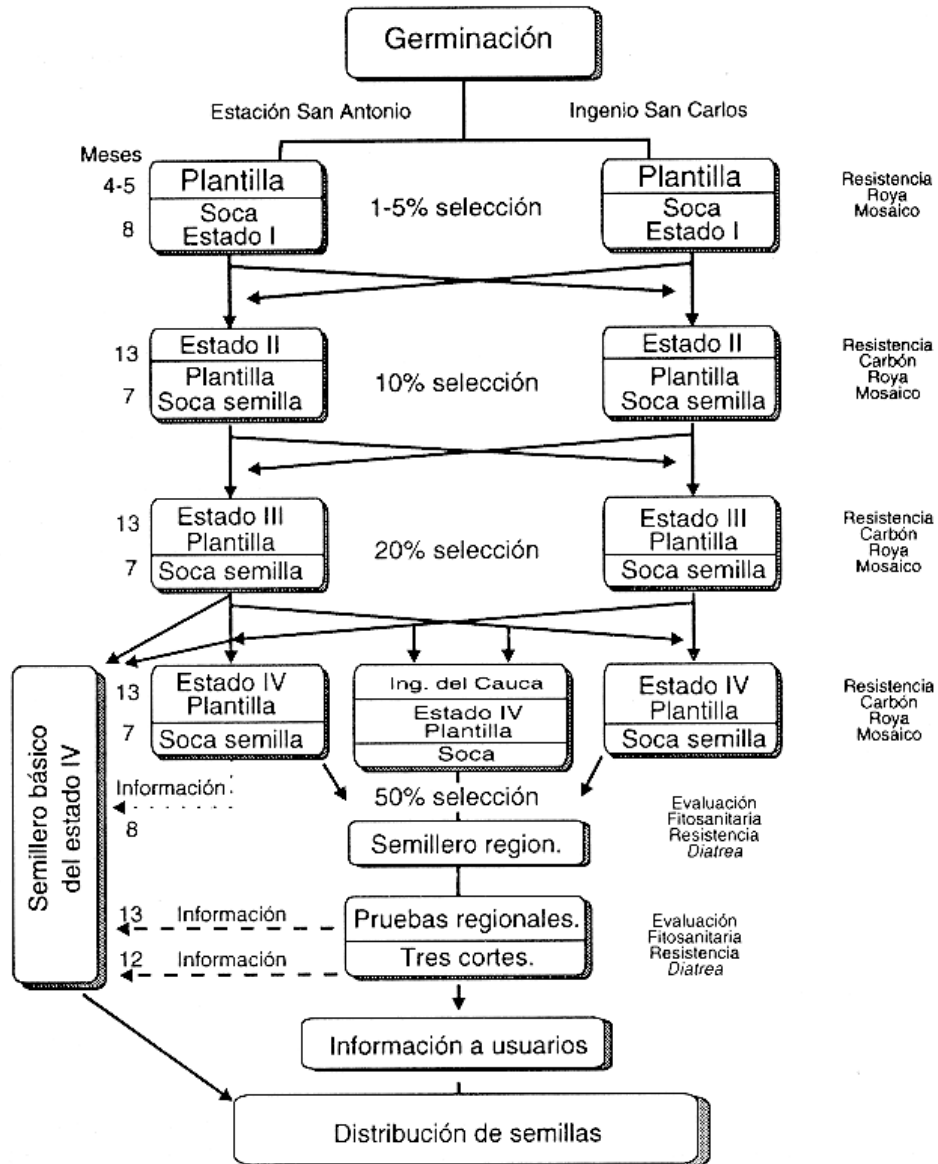 Germinación
Estación San Antonio
Ingenio San Carlos
Meses
4-5
8
Plantilla
Soca
Estado I
1-5% selección
Plantilla
Soca
Estado I
Resistencia
Roya
Mosaico
13
7
Estado II
Plantilla
Soca semilla
10% selección
Estado II
Plantilla
Soca semilla
Resistencia
Carbón
Roya
Mosaico
13
7
Estado III
Plantilla
Soca semilla
20% selección
Estado III
Plantilla
Soca semilla
Resistencia
Carbón
Roya
Mosaico
Semillero básico
del estado IV
13
7
Estado IV
Plantilla
Soca semilla
Ing. del Cauca
Estado IV
Plantilla
Soca
Estado IV
Plantilla
Soca semilla
Resistencia
Carbón
Roya
Mosaico
Información
8
50% selección
Semillero region.
Evaluación
Fitosanitaria
Resistencia
Diatrea
13 Información
12 Información
Pruebas regionales.
Tres cortes.
Evaluación
Fitosanitaria
Resistencia
Diatrea
Información a usuarios
Distribución de semillas